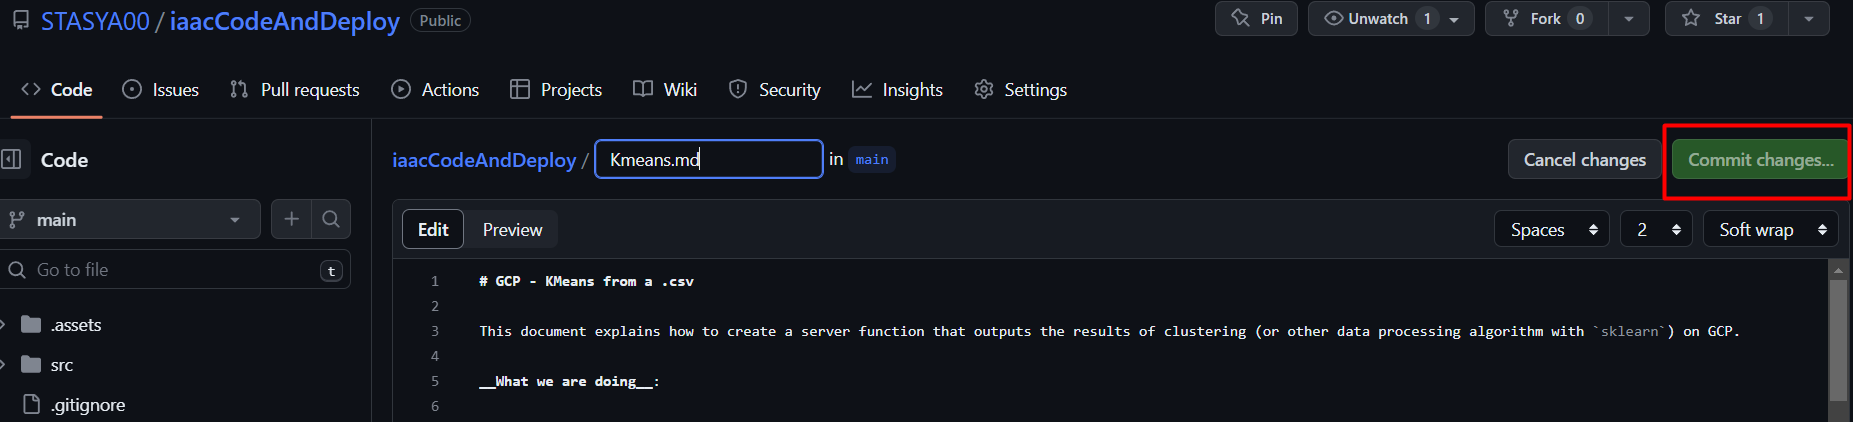 STASYA00 / iaacCodeAndDeploy Public Pin Unwatch 1 Fork 0 Star 1
Code Issues Pull requests Actions Projects Wiki Security Insights Settings
Code
iaacCodeAndDeploy / Kmeans.md in main Cancel changes Commit changes...
main
Edit Preview Spaces 2 Soft wrap
Go to file t
1 # GCP - KMeans from a .csv
2
.assets
3 This document explains how to create a server function that outputs the results of clustering (or other data processing algorithm with `sklearn`) on GCP.
4
src
5 __What we are doing__:
6
.gitignore